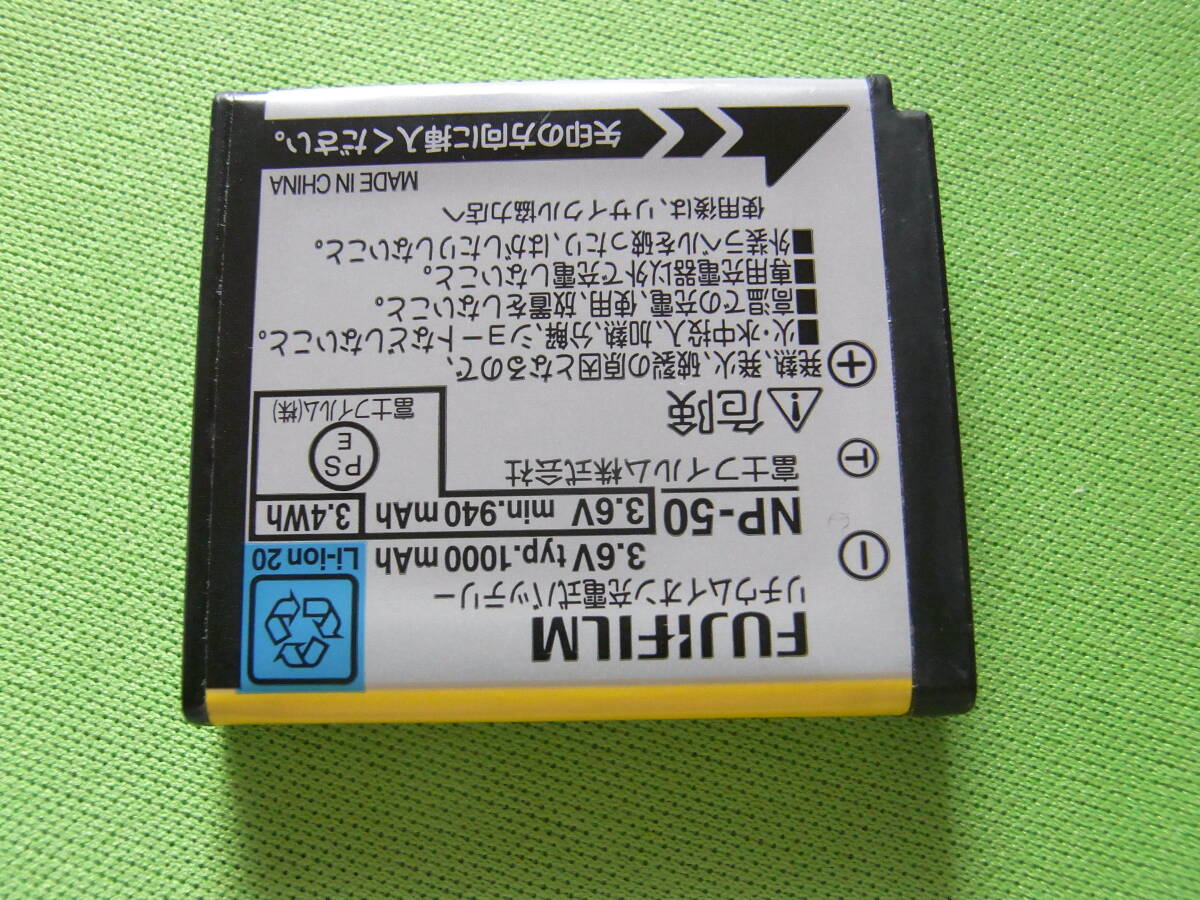 FUJIFILM
リチウムイオン充電式バッテリー
3.6V typ.1000 mAh
Li-ion 20
NP-50
3.6V min.940 mAh
3.4Wh
富士フイルム株式会社
PS
E
富士フイルム(株)
危険
発熱、発火、破裂の原因となるので、
■火・水中投入、加熱、分解、ショートなどしないこと。
■高温での充電、使用、放置をしないこと。
■専用充電器以外で充電しないこと。
■外装ラベルを破ったり、はがしたりしないこと。
使用後は、リサイクル協力店へ
MADE IN CHINA
矢印の方向に挿入ください。
−
T
+